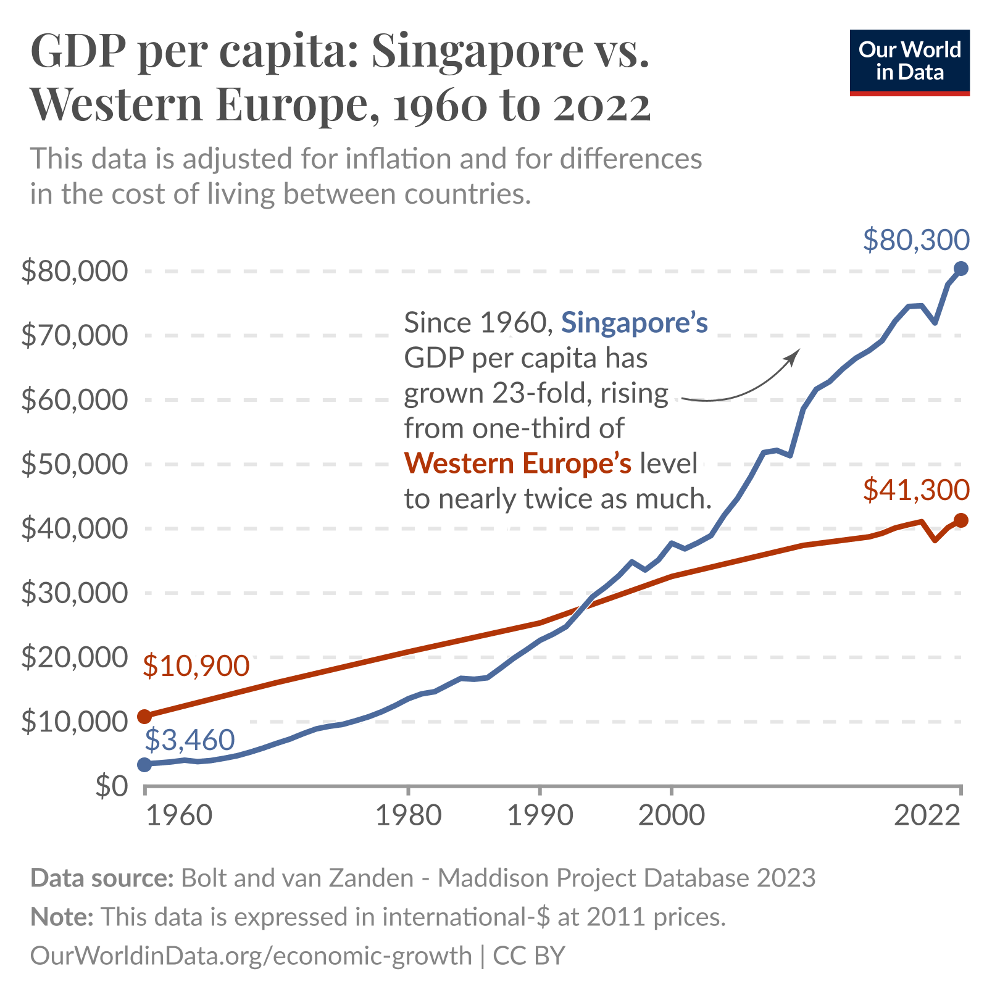 GDP per capita: Singapore vs.
Western Europe, 1960 to 2022
Our World
in Data
This data is adjusted for inflation and for differences
in the cost of living between countries.
$80,300
$80,000
$70,000
$60,000
$50,000
$40,000
$30,000
$20,000
$10,000
$0
Since 1960, Singapore's
GDP per capita has
grown 23-fold, rising
from one-third of
Western Europe's level
to nearly twice as much.
$41,300
$10,900
$3,460
1960
1980
1990
2000
2022
Data source: Bolt and van Zanden - Maddison Project Database 2023
Note: This data is expressed in international-$ at 2011 prices.
OurWorldinData.org/economic-growth | CC BY